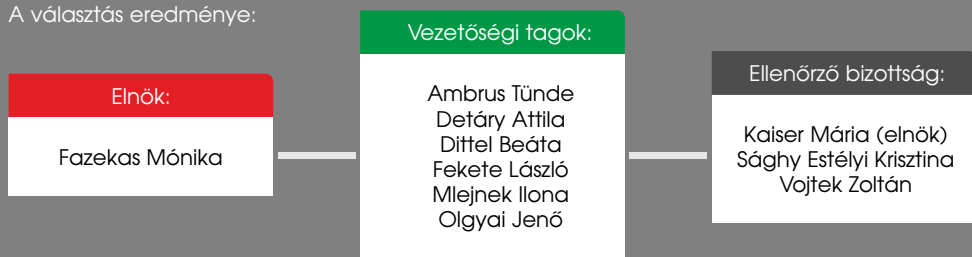 A választás eredménye:
Elnök:
Fazekas Mónika
Vezetőségi tagok:
Ambrus Tünde
Detáry Attila
Dittel Beáta
Fekete László
Mlejnek Ilona
Olgyai Jenő
Ellenőrző bizottság:
Kaiser Mária (elnök)
Sághy Estélyi Krisztina
Vojtek Zoltán